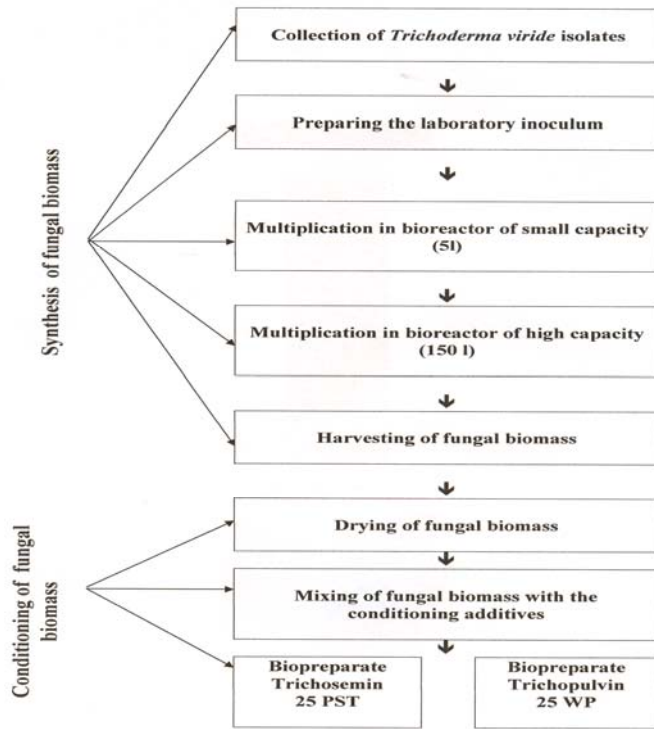 Collection of Trichoderma viride isolates
Preparing the laboratory inoculum
Multiplication in bioreactor of small capacity
(5l)
Multiplication in bioreactor of high capacity
(150 l)
Harvesting of fungal biomass
Synthesis of fungal biomass
Drying of fungal biomass
Mixing of fungal biomass with the
conditioning additives
Biopreparate
Trichosemin
25 PST
Biopreparate
Trichopulvin
25 WP
Conditioning of fungal
biomass